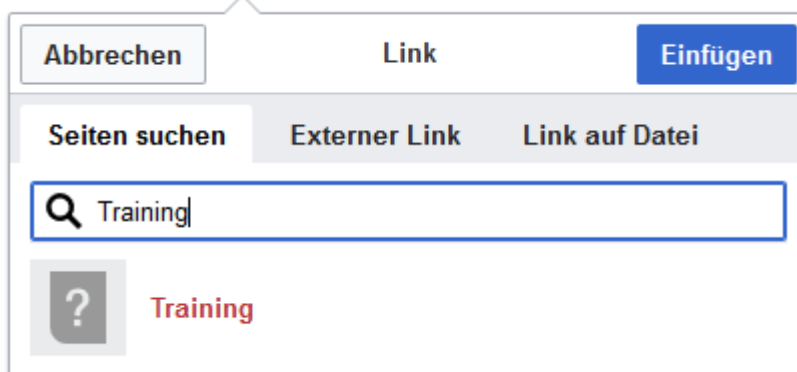 Abbrechen Link Einfügen
Seiten suchen Externer Link Link auf Datei
Training
?
Training